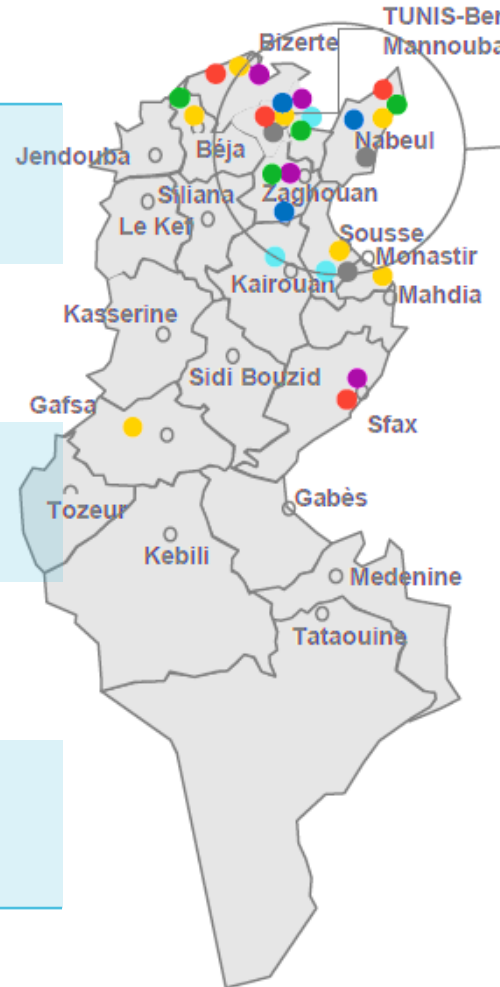 TUNIS-Ben
Mannouba
Bizerte
Nabeul
Béja
Jendouba
Siliana
Zaghouan
Le Kef
Sousse
Monastir
Kairouan
Mahdia
Kasserine
Sidi Bouzid
Gafsa
Sfax
Gabès
Tozeur
Kebili
Medenine
Tataouine